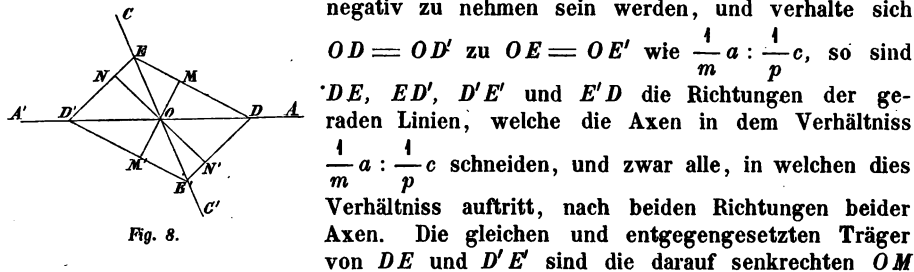 C
E
N
M
A'
D'
O
D
A
M'
N'
E'
C'
Fig. 8.
negativ zu nehmen sein werden, und verhalte sich
OD = OD' zu OE = OE' wie 1/m a : 1/p c, so sind
DE, ED', D'E' und E'D die Richtungen der ge-
raden Linien, welche die Axen in dem Verhältniss
1/m a : 1/p c schneiden, und zwar alle, in welchen dies
Verhältniss auftritt, nach beiden Richtungen beider
Axen. Die gleichen und entgegengesetzten Träger
von DE und D'E' sind die darauf senkrechten OM